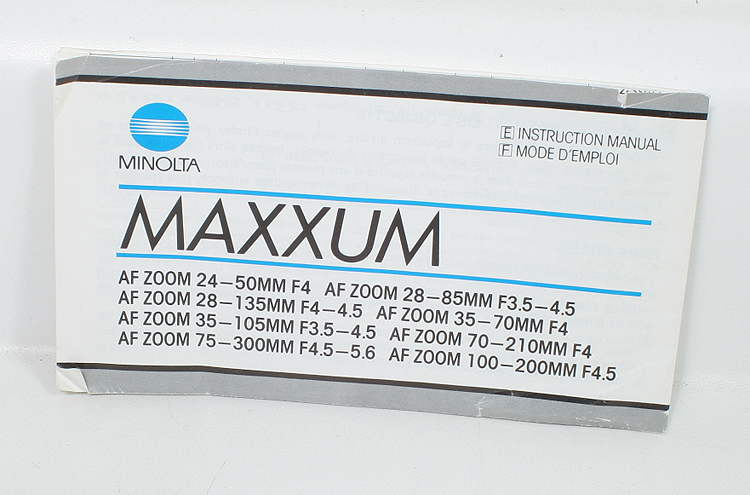 MINOLTA
E INSTRUCTION MANUAL
F MODE D'EMPLOI
MAXXUM
AF ZOOM 24–50MM F4 AF ZOOM 28–85MM F3.5–4.5
AF ZOOM 28–135MM F4–4.5 AF ZOOM 35–70MM F4
AF ZOOM 35–105MM F3.5–4.5 AF ZOOM 70–210MM F4
AF ZOOM 75–300MM F4.5–5.6 AF ZOOM 100–200MM F4.5